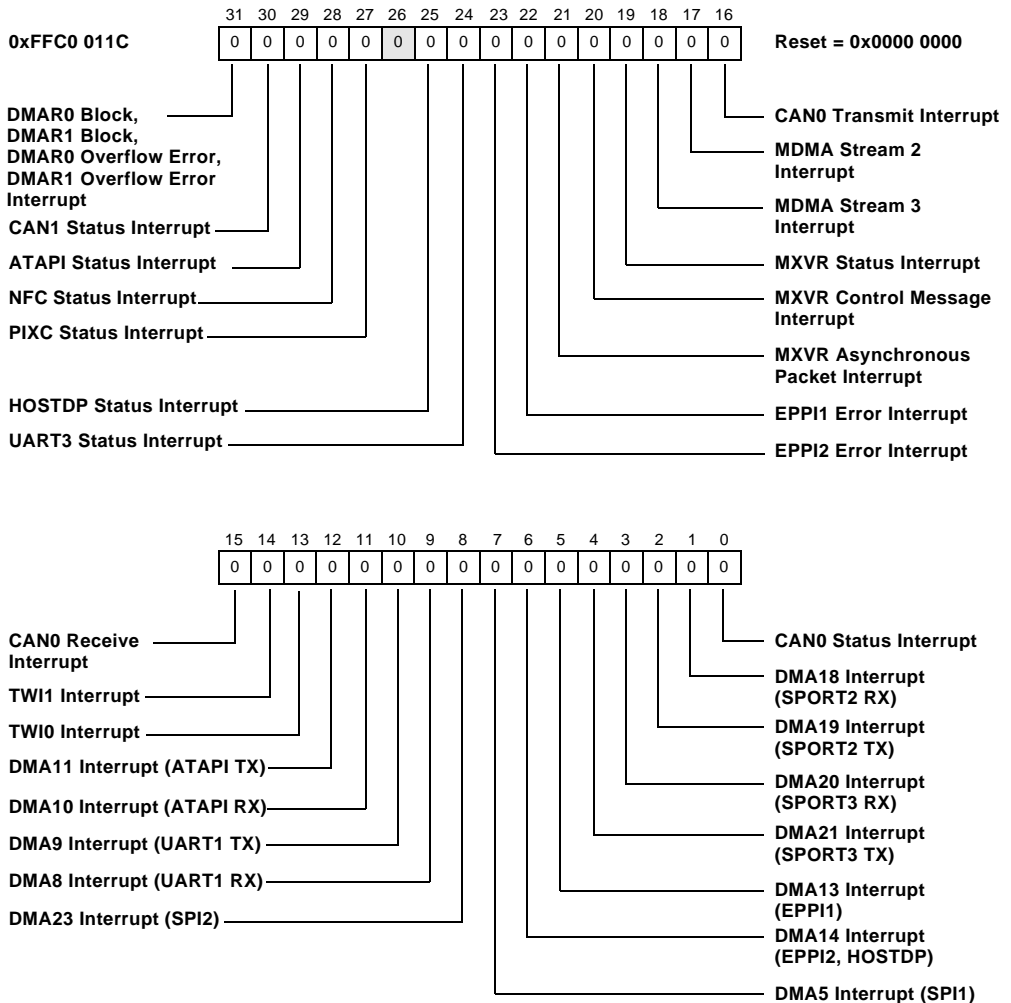 31 30 29 28 27 26 25 24 23 22 21 20 19 18 17 16
0xFFC0 011C
0 0 0 0 0 0 0 0 0 0 0 0 0 0 0 0
Reset = 0x0000 0000
DMAR0 Block,
DMAR1 Block,
DMAR0 Overflow Error,
DMAR1 Overflow Error
Interrupt
CAN1 Status Interrupt
ATAPI Status Interrupt
NFC Status Interrupt
PIXC Status Interrupt
HOSTDP Status Interrupt
UART3 Status Interrupt
CAN0 Transmit Interrupt
MDMA Stream 2
Interrupt
MDMA Stream 3
Interrupt
MXVR Status Interrupt
MXVR Control Message
Interrupt
MXVR Asynchronous
Packet Interrupt
EPPI1 Error Interrupt
EPPI2 Error Interrupt
15 14 13 12 11 10 9 8 7 6 5 4 3 2 1 0
0 0 0 0 0 0 0 0 0 0 0 0 0 0 0 0
CAN0 Receive
Interrupt
TWI1 Interrupt
TWI0 Interrupt
DMA11 Interrupt (ATAPI TX)
DMA10 Interrupt (ATAPI RX)
DMA9 Interrupt (UART1 TX)
DMA8 Interrupt (UART1 RX)
DMA23 Interrupt (SPI2)
CAN0 Status Interrupt
DMA18 Interrupt
(SPORT2 RX)
DMA19 Interrupt
(SPORT2 TX)
DMA20 Interrupt
(SPORT3 RX)
DMA21 Interrupt
(SPORT3 TX)
DMA13 Interrupt
(EPPI1)
DMA14 Interrupt
(EPPI2, HOSTDP)
DMA5 Interrupt (SPI1)